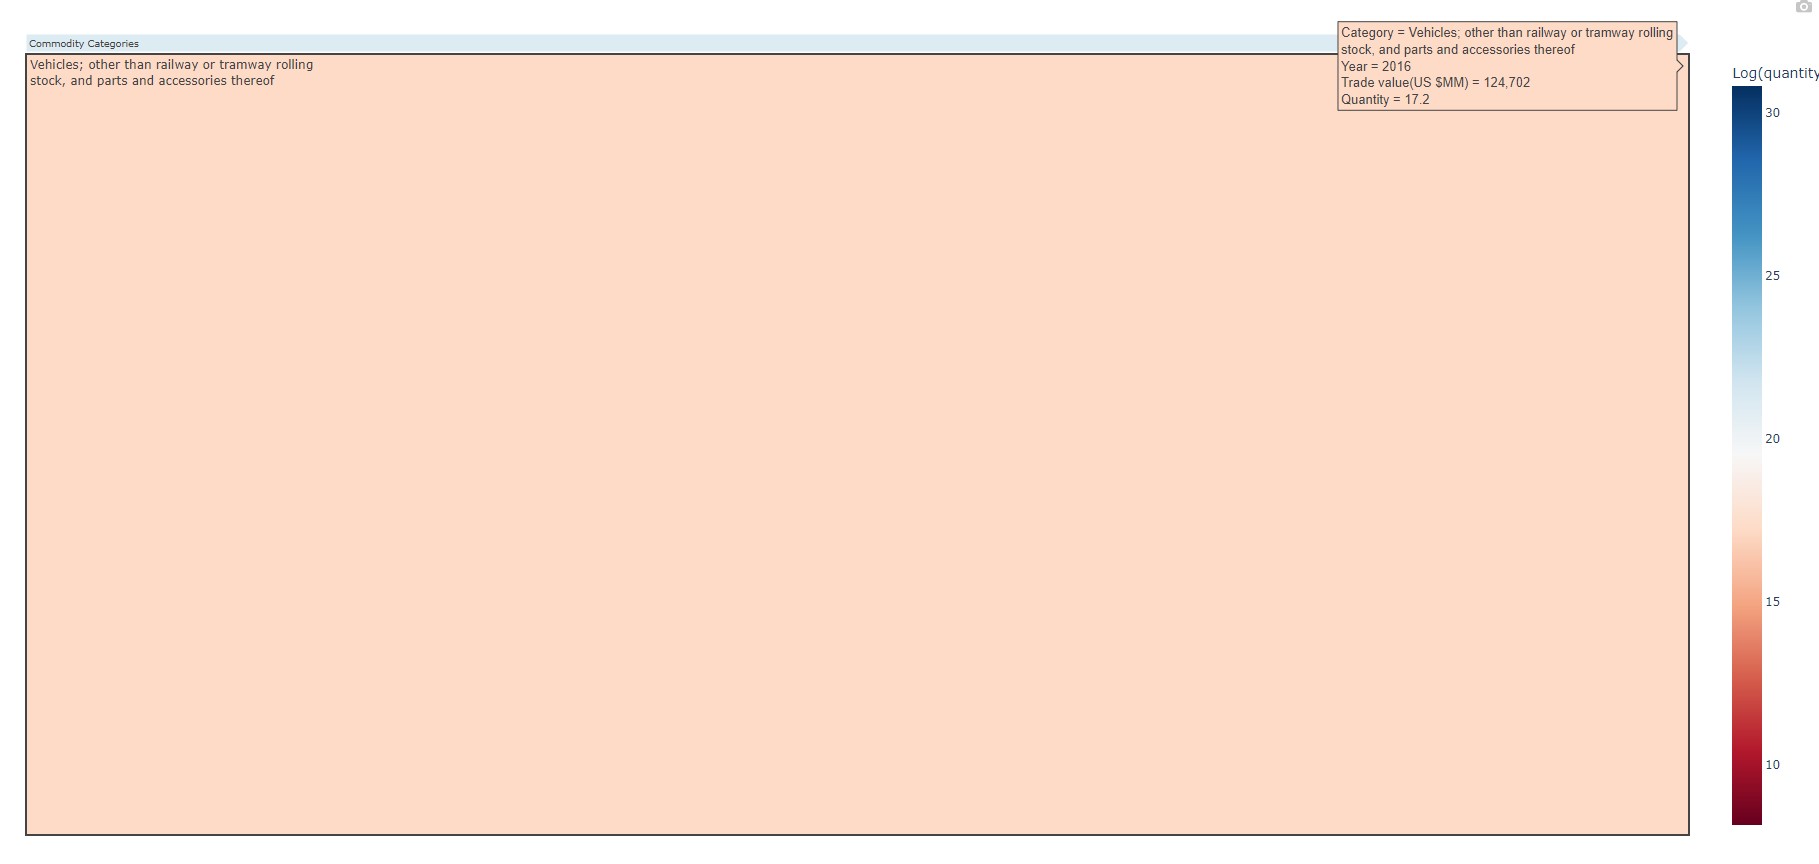 Commodity Categories
Vehicles; other than railway or tramway rolling
stock, and parts and accessories thereof
Category = Vehicles; other than railway or tramway rolling
stock, and parts and accessories thereof
Year = 2016
Trade value(US $MM) = 124,702
Quantity = 17.2
Log(quantity
30
25
20
15
10